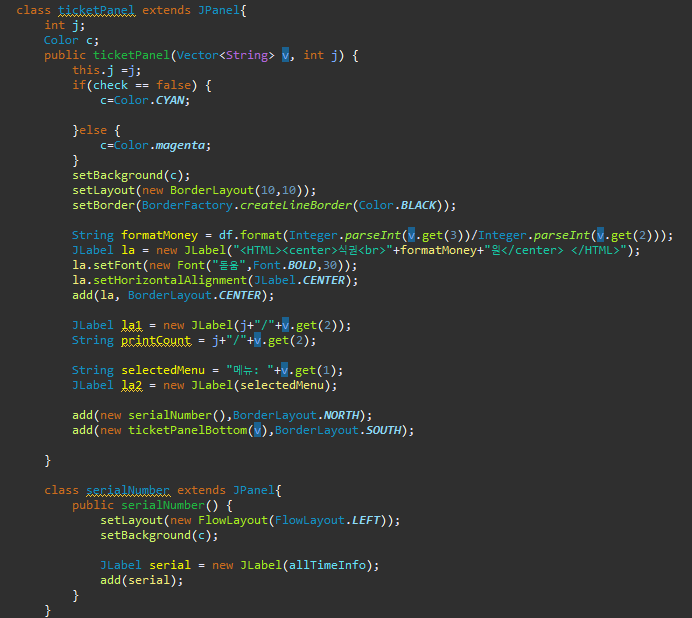 class ticketPanel extends JPanel{
int j;
Color c;
public ticketPanel(Vector<String> v, int j) {
this.j =j;
if(check == false) {
c=Color.CYAN;
}else {
c=Color.magenta;
}
setBackground(c);
setLayout(new BorderLayout(10,10));
setBorder(BorderFactory.createLineBorder(Color.BLACK));
String formatMoney = df.format(Integer.parseInt(v.get(3))/Integer.parseInt(v.get(2)));
JLabel la = new JLabel("<HTML><center>식권<br>"+formatMoney+"원</center> </HTML>");
la.setFont(new Font("돋움",Font.BOLD,30));
la.setHorizontalAlignment(JLabel.CENTER);
add(la, BorderLayout.CENTER);
JLabel la1 = new JLabel(j+"/"+v.get(2));
String printCount = j+"/"+v.get(2);
String selectedMenu = "메뉴: "+v.get(1);
JLabel la2 = new JLabel(selectedMenu);
add(new serialNumber(),BorderLayout.NORTH);
add(new ticketPanelBottom(v),BorderLayout.SOUTH);
}
class serialNumber extends JPanel{
public serialNumber() {
setLayout(new FlowLayout(FlowLayout.LEFT));
setBackground(c);
JLabel serial = new JLabel(allTimeInfo);
add(serial);
}
}